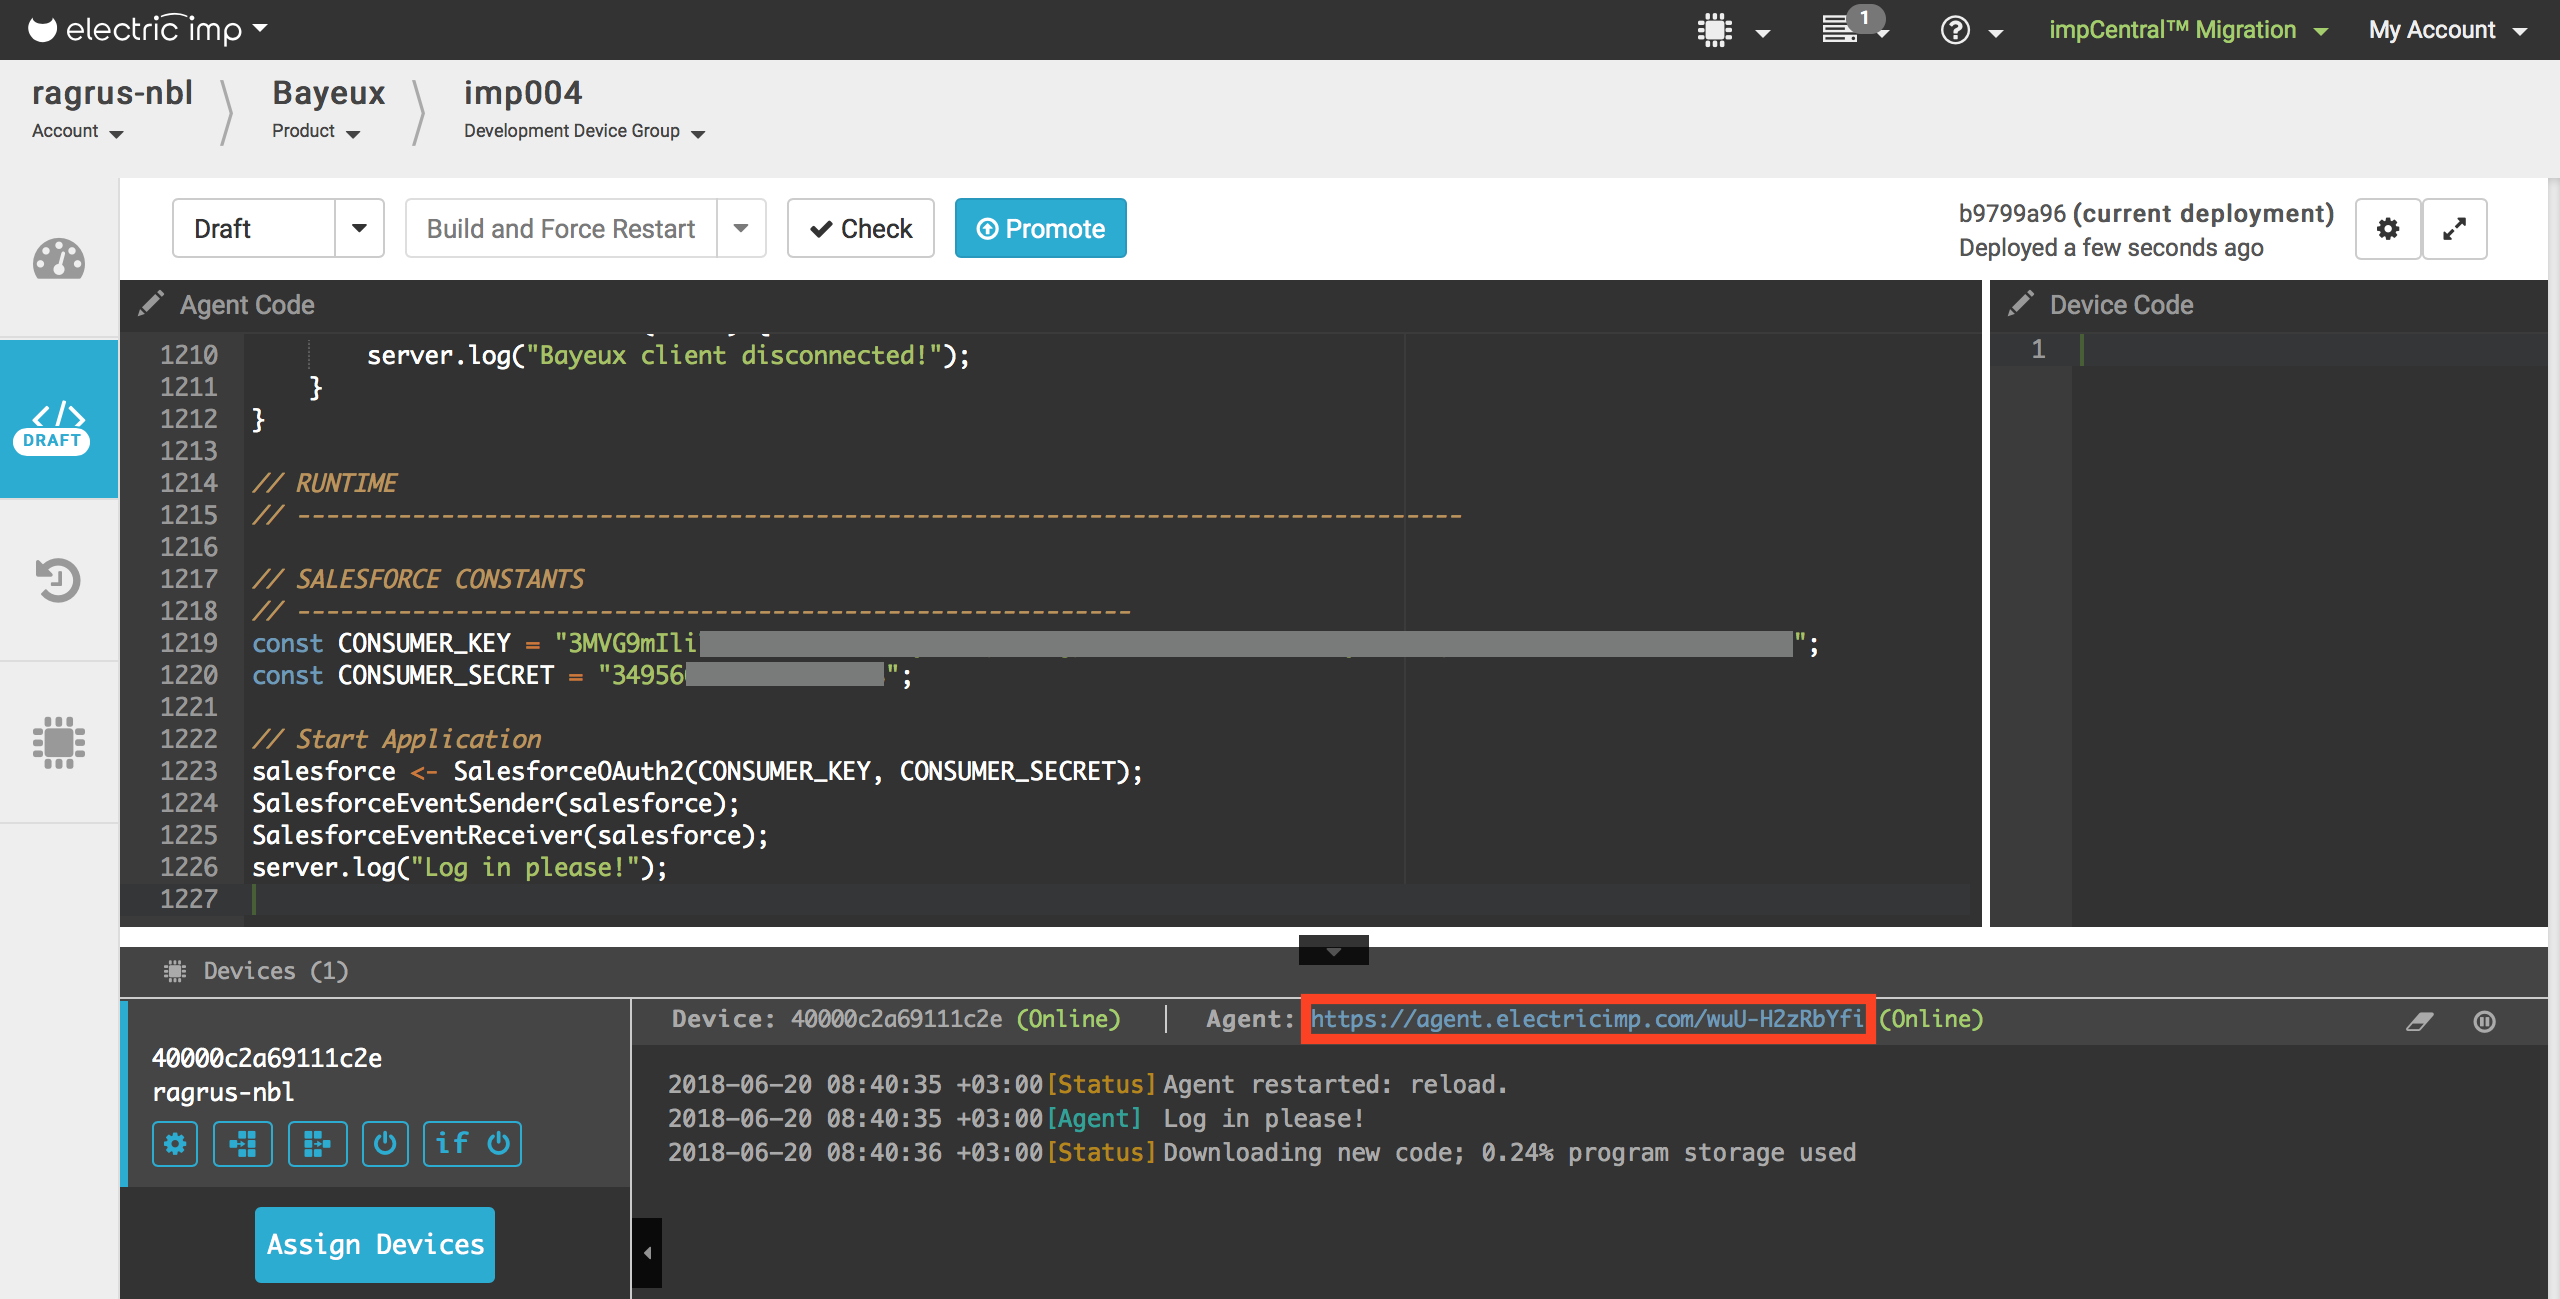 electric imp
1
impCentral™ Migration
My Account
ragrus-nbl
Bayeux
imp004
Account
Product
Development Device Group
Draft
Build and Force Restart
Check
Promote
b9799a96 (current deployment)
Deployed a few seconds ago
Agent Code
Device Code
DRAFT
1
1210 server.log("Bayeux client disconnected!");
1211 }
1212 }
1213
1214 // RUNTIME
1215 // ---------------------------------------------------------------------------------
1216
1217 // SALESFORCE CONSTANTS
1218 // ----------------------------------------------------------
1219 const CONSUMER_KEY = "3MVG9mIli";
1220 const CONSUMER_SECRET = "34956";
1221
1222 // Start Application
1223 salesforce <- SalesforceOAuth2(CONSUMER_KEY, CONSUMER_SECRET);
1224 SalesforceEventSender(salesforce);
1225 SalesforceEventReceiver(salesforce);
1226 server.log("Log in please!");
1227
Devices (1)
Device: 40000c2a69111c2e (Online) | Agent: https://agent.electricimp.com/wuU-H2zRbYfi (Online)
40000c2a69111c2e
ragrus-nbl
if
Assign Devices
2018-06-20 08:40:35 +03:00 [Status] Agent restarted: reload.
2018-06-20 08:40:35 +03:00 [Agent] Log in please!
2018-06-20 08:40:36 +03:00 [Status] Downloading new code; 0.24% program storage used